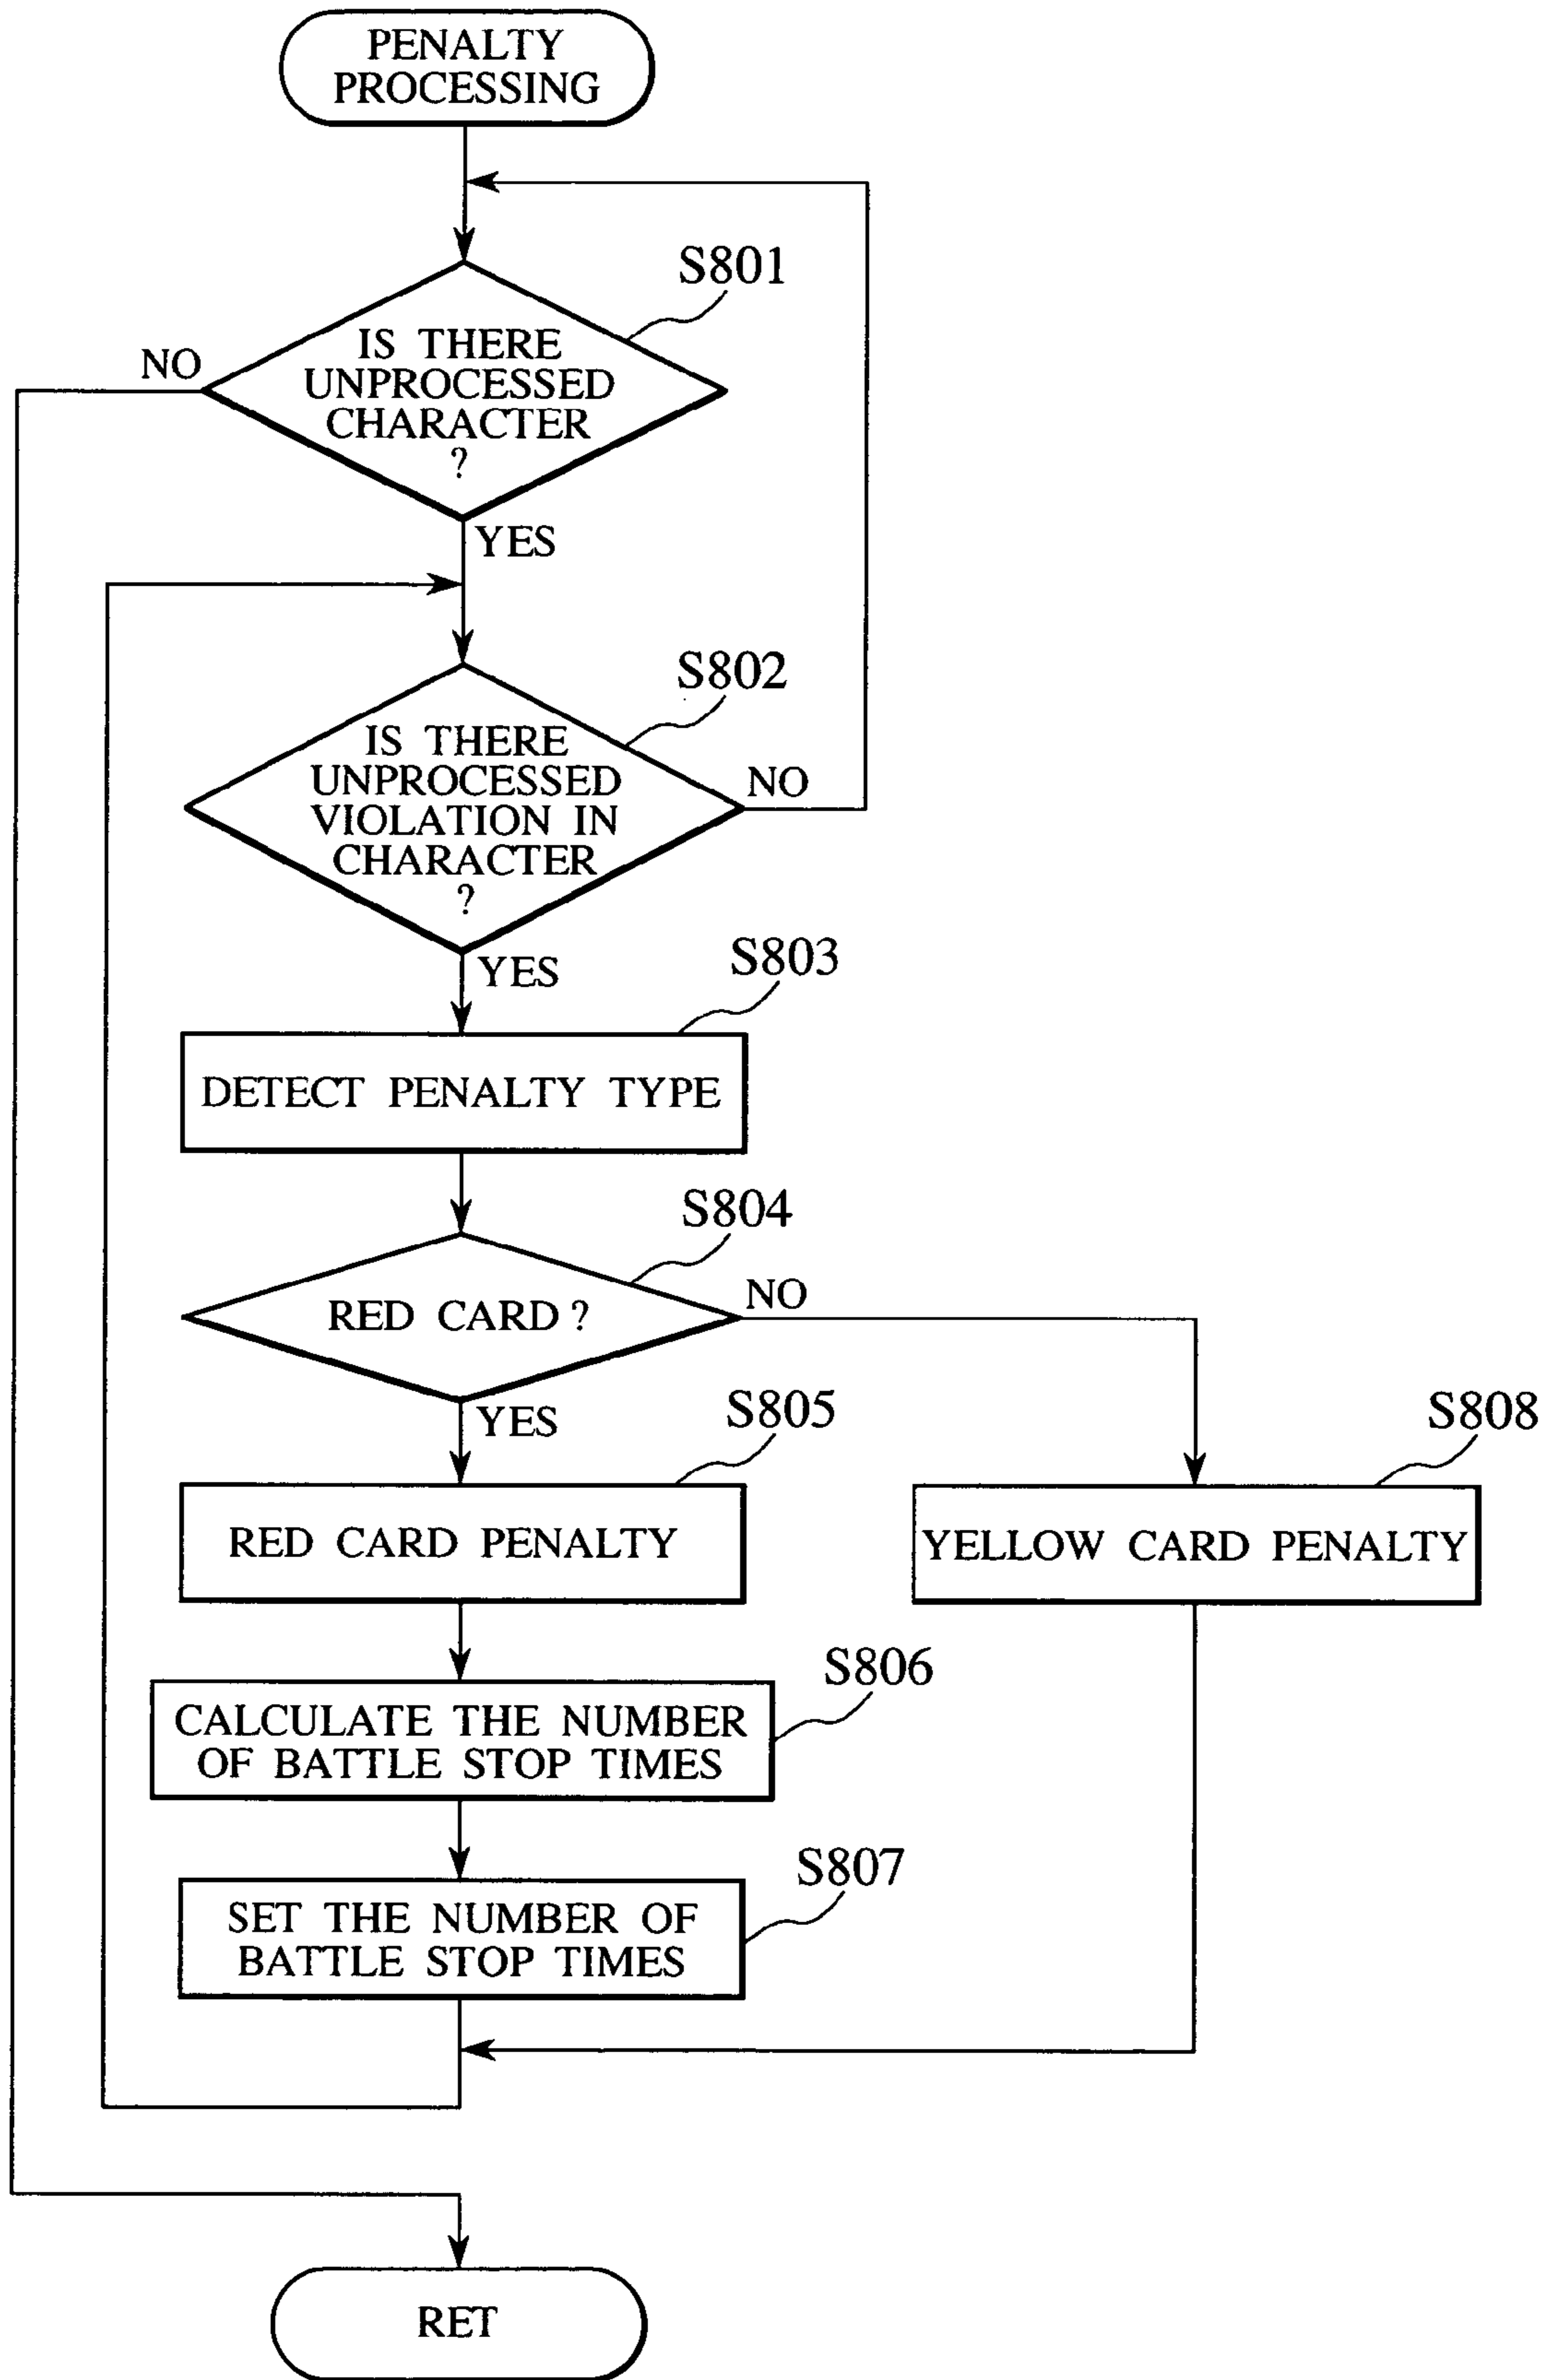 PENALTY
PROCESSING
S801
NO
IS THERE
UNPROCESSED
CHARACTER
?
YES
S802
IS THERE
UNPROCESSED
VIOLATION IN
CHARACTER
?
NO
YES
S803
DETECT PENALTY TYPE
S804
RED CARD ?
NO
YES
S805
RED CARD PENALTY
S808
YELLOW CARD PENALTY
S806
CALCULATE THE NUMBER
OF BATTLE STOP TIMES
S807
SET THE NUMBER OF
BATTLE STOP TIMES
RET